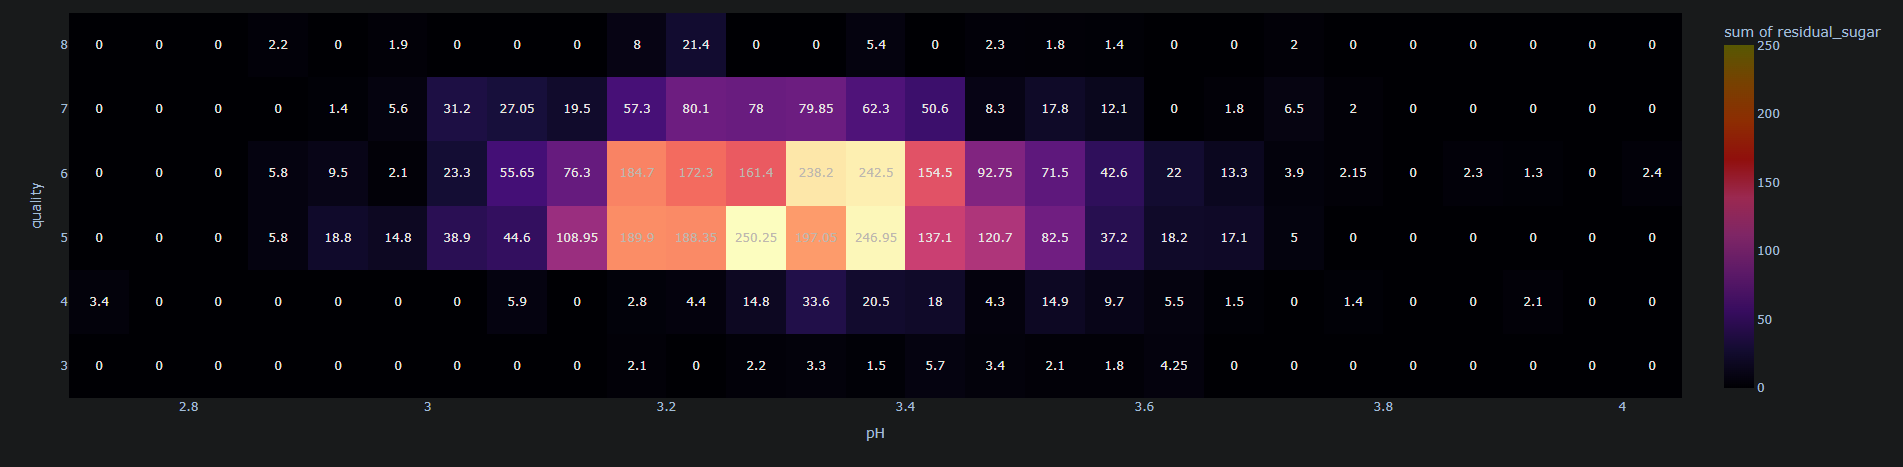 sum of residual_sugar
250
200
150
100
50
0
quality
8 0 0 0 2.2 0 1.9 0 0 0 8 21.4 0 0 5.4 0 2.3 1.8 1.4 0 0 2 0 0 0 0 0 0
7 0 0 0 0 1.4 5.6 31.2 27.05 19.5 57.3 80.1 78 79.85 62.3 50.6 8.3 17.8 12.1 0 1.8 6.5 2 0 0 0 0 0
6 0 0 0 5.8 9.5 2.1 23.3 55.65 76.3 184.7 172.3 161.4 238.2 242.5 154.5 92.75 71.5 42.6 22 13.3 3.9 2.15 0 2.3 1.3 0 2.4
5 0 0 0 5.8 18.8 14.8 38.9 44.6 108.95 189.9 188.35 250.25 197.05 246.95 137.1 120.7 82.5 37.2 18.2 17.1 5 0 0 0 0 0 0
4 3.4 0 0 0 0 0 0 5.9 0 2.8 4.4 14.8 33.6 20.5 18 4.3 14.9 9.7 5.5 1.5 0 1.4 0 0 2.1 0 0
3 0 0 0 0 0 0 0 0 0 2.1 0 2.2 3.3 1.5 5.7 3.4 2.1 1.8 4.25 0 0 0 0 0 0 0 0
2.8 3 3.2 3.4 3.6 3.8 4
pH